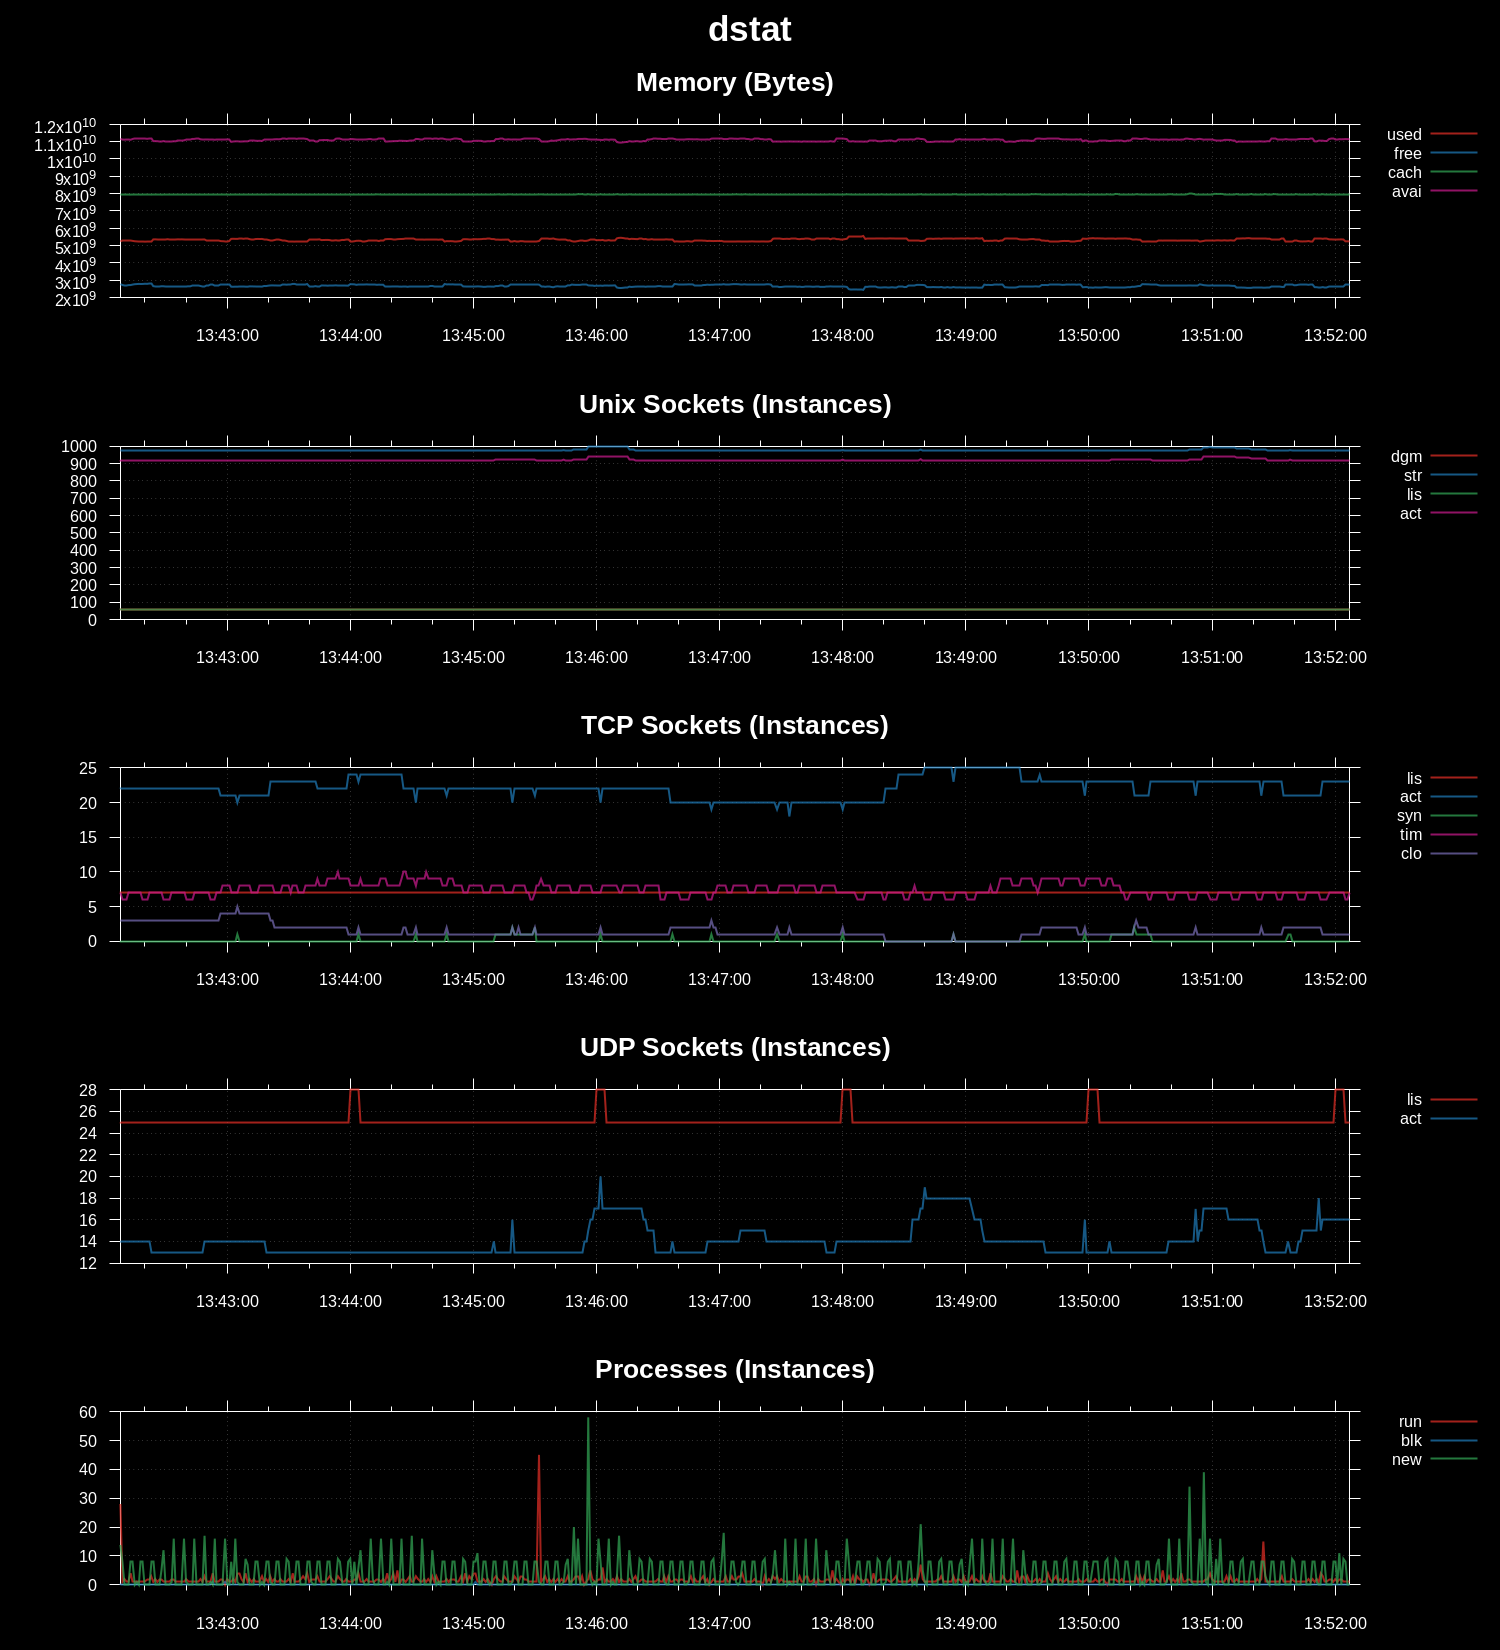 dstat
Memory (Bytes)
1.2x10^10
1.1x10^10
1x10^10
9x10^9
8x10^9
7x10^9
6x10^9
5x10^9
4x10^9
3x10^9
2x10^9
13:43:00 13:44:00 13:45:00 13:46:00 13:47:00 13:48:00 13:49:00 13:50:00 13:51:00 13:52:00
used
free
cach
avai
Unix Sockets (Instances)
1000
900
800
700
600
500
400
300
200
100
0
13:43:00 13:44:00 13:45:00 13:46:00 13:47:00 13:48:00 13:49:00 13:50:00 13:51:00 13:52:00
dgm
str
lis
act
TCP Sockets (Instances)
25
20
15
10
5
0
13:43:00 13:44:00 13:45:00 13:46:00 13:47:00 13:48:00 13:49:00 13:50:00 13:51:00 13:52:00
lis
act
syn
tim
clo
UDP Sockets (Instances)
28
26
24
22
20
18
16
14
12
13:43:00 13:44:00 13:45:00 13:46:00 13:47:00 13:48:00 13:49:00 13:50:00 13:51:00 13:52:00
lis
act
Processes (Instances)
60
50
40
30
20
10
0
13:43:00 13:44:00 13:45:00 13:46:00 13:47:00 13:48:00 13:49:00 13:50:00 13:51:00 13:52:00
run
blk
new